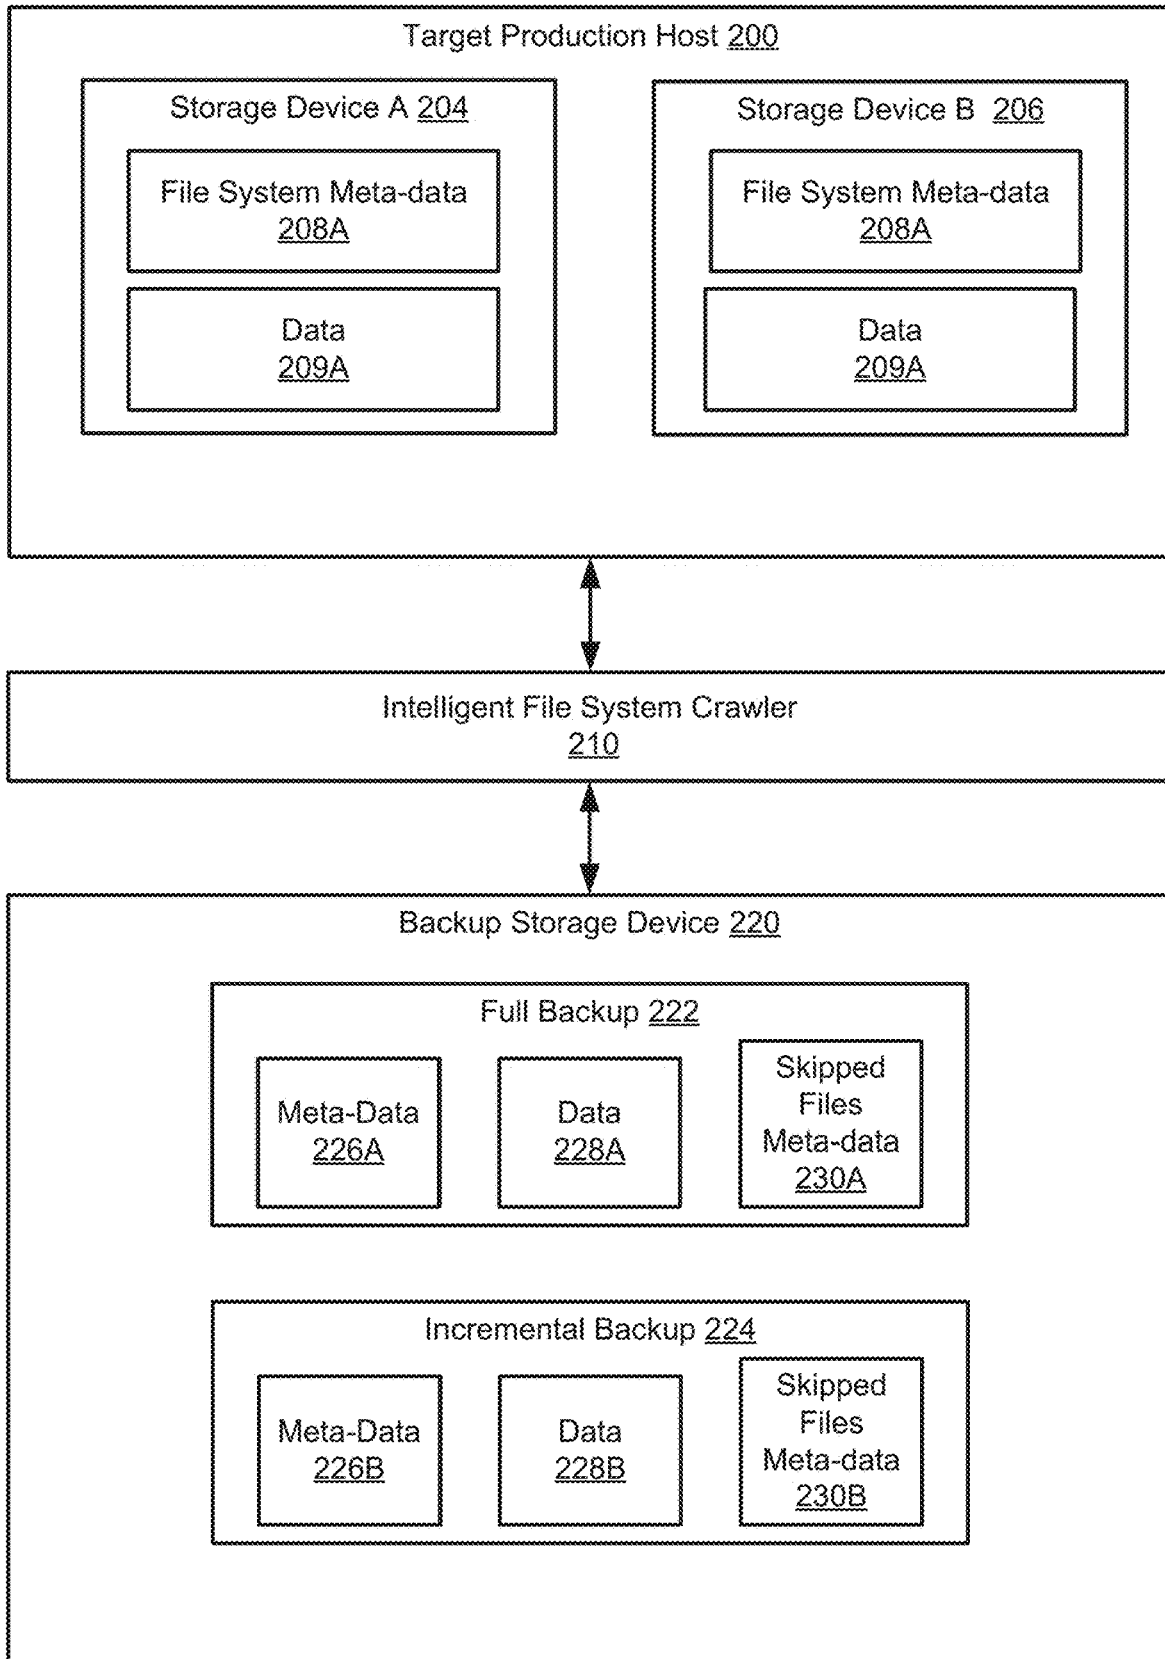 Target Production Host 200
Storage Device A 204
File System Meta-data
208A
Data
209A
Storage Device B 206
File System Meta-data
208A
Data
209A
Intelligent File System Crawler
210
Backup Storage Device 220
Full Backup 222
Meta-Data
226A
Data
228A
Skipped
Files
Meta-data
230A
Incremental Backup 224
Meta-Data
226B
Data
228B
Skipped
Files
Meta-data
230B